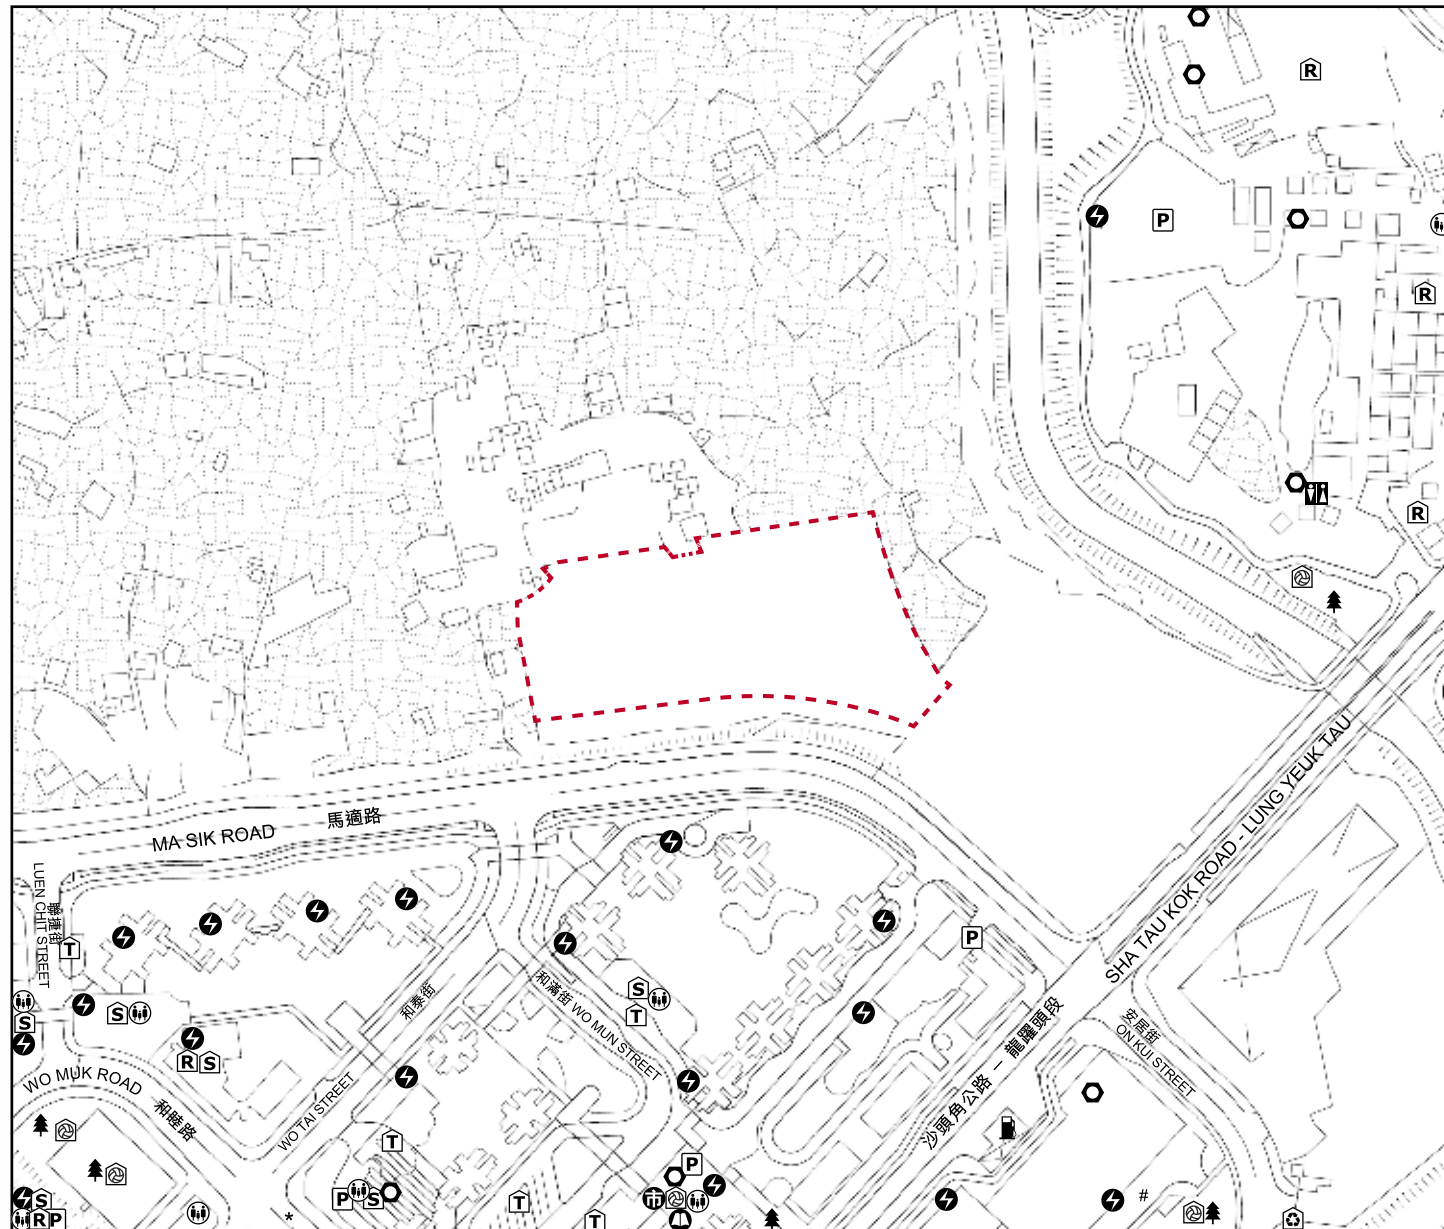 R
R
P
R
R
MA SIK ROAD
馬適路
SHA TAU KOK ROAD - LUNG YEUK TAU
沙頭角公路 － 龍躍頭段
LUEN CHIT STREET
聯捷街
T
S
S
R S
WO MUK ROAD
和睦路
和泰街
WO TAI STREET
和滿街 WO MUN STREET
S
T
P
安居街
ON KUI STREET
T
P
S
T
P
市
T
S
R P
*
#